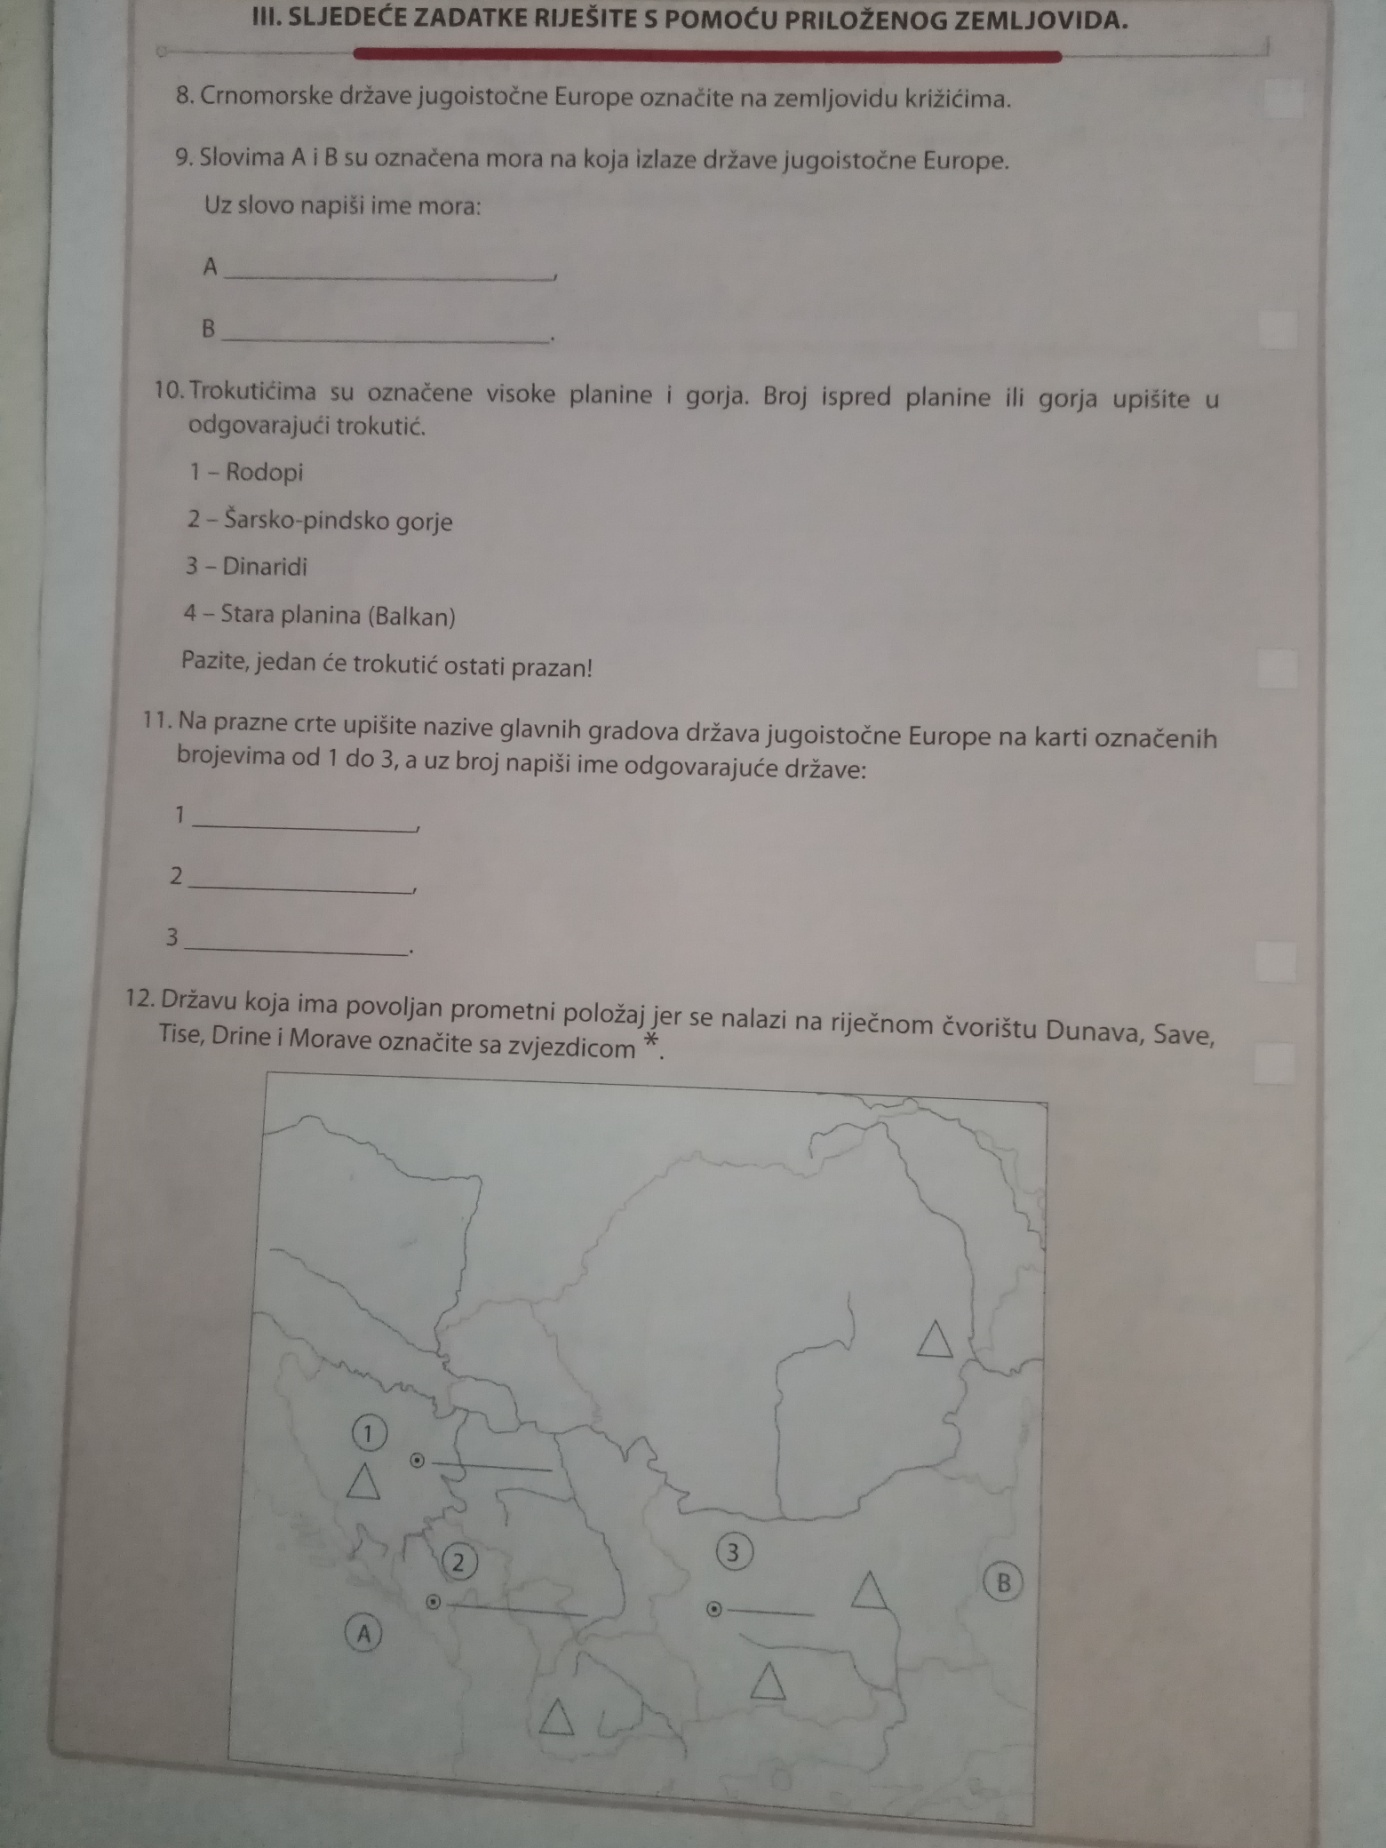 III. SLJEDEĆE ZADATKE RIJEŠITE S POMOĆU PRILOŽENOG ZEMLJOVIDA.
8. Crnomorske države jugoistočne Europe označite na zemljovidu križićima.
9. Slovima A i B su označena mora na koja izlaze države jugoistočne Europe.
Uz slovo napiši ime mora:
A ____________________,
B ____________________.
10. Trokutićima su označene visoke planine i gorja. Broj ispred planine ili gorja upišite u
odgovarajući trokutić.
1 – Rodopi
2 – Šarsko-pindsko gorje
3 – Dinaridi
4 – Stara planina (Balkan)
Pazite, jedan će trokutić ostati prazan!
11. Na prazne crte upišite nazive glavnih gradova država jugoistočne Europe na karti označenih
brojevima od 1 do 3, a uz broj napiši ime odgovarajuće države:
1 ______________,
2 ______________,
3 ______________.
12. Državu koja ima povoljan prometni položaj jer se nalazi na riječnom čvorištu Dunava, Save,
Tise, Drine i Morave označite sa zvjezdicom *.
1
2
3
B
A